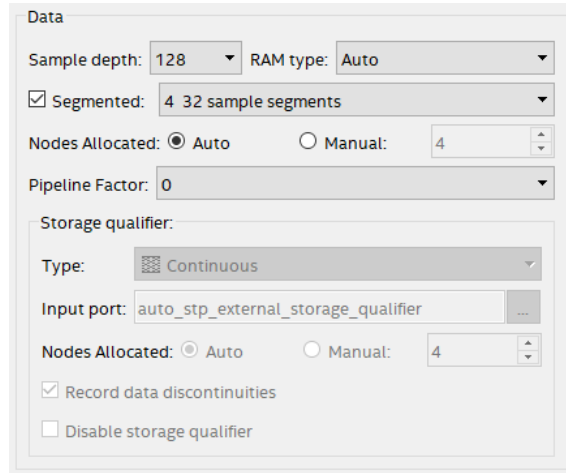 Data
Sample depth: 128 RAM type: Auto
Segmented: 4 32 sample segments
Nodes Allocated: Auto Manual: 4
Pipeline Factor: 0
Storage qualifier:
Type: Continuous
Input port: auto_stp_external_storage_qualifier ...
Nodes Allocated: Auto Manual: 4
Record data discontinuities
Disable storage qualifier